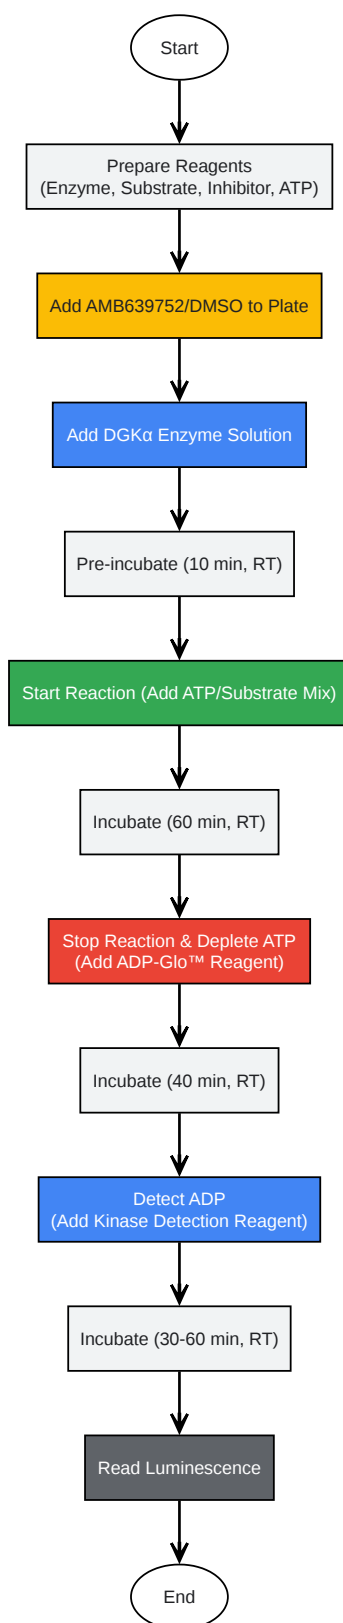 Start
Prepare Reagents
(Enzyme, Substrate, Inhibitor, ATP)
Add AMB639752/DMSO to Plate
Add DGKα Enzyme Solution
Pre-incubate (10 min, RT)
Start Reaction (Add ATP/Substrate Mix)
Incubate (60 min, RT)
Stop Reaction & Deplete ATP
(Add ADP-Glo™ Reagent)
Incubate (40 min, RT)
Detect ADP
(Add Kinase Detection Reagent)
Incubate (30-60 min, RT)
Read Luminescence
End